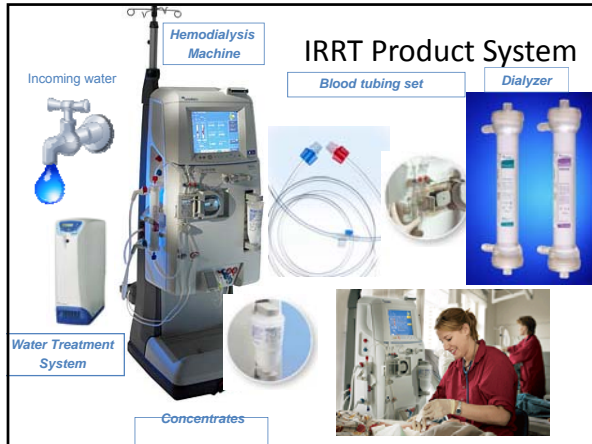 Hemodialysis
Machine
IRRT Product System
Incoming water
Blood tubing set
Dialyzer
Water Treatment
System
Concentrates